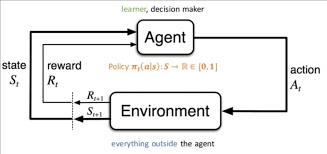 learner, decision maker
Agent
Policy π_t(a|s): S → ℝ ∈ [0,1]
state
S_t
reward
R_t
action
A_t
R_{t+1}
S_{t+1}
Environment
everything outside the agent